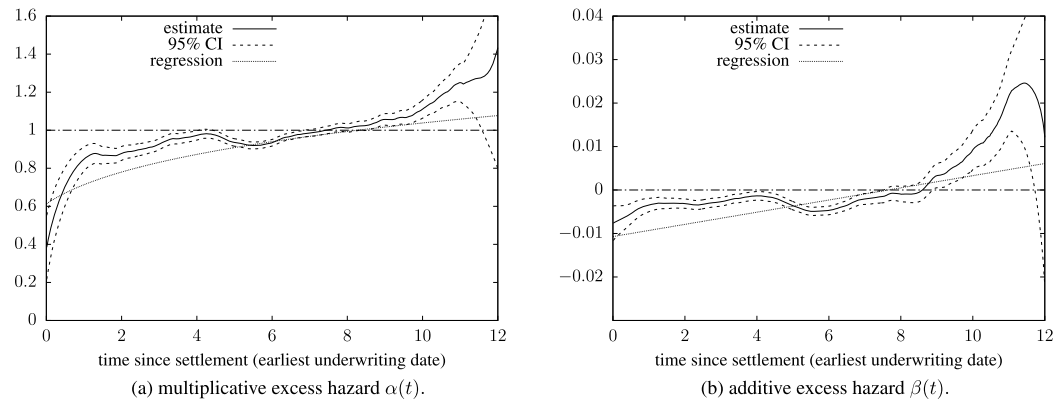 1.6
1.4
1.2
1
0.8
0.6
0.4
0.2
0
estimate
95% CI
regression
0 2 4 6 8 10 12
time since settlement (earliest underwriting date)
(a) multiplicative excess hazard α(t).
0.04
0.03
0.02
0.01
0
−0.01
−0.02
estimate
95% CI
regression
0 2 4 6 8 10 12
time since settlement (earliest underwriting date)
(b) additive excess hazard β(t).